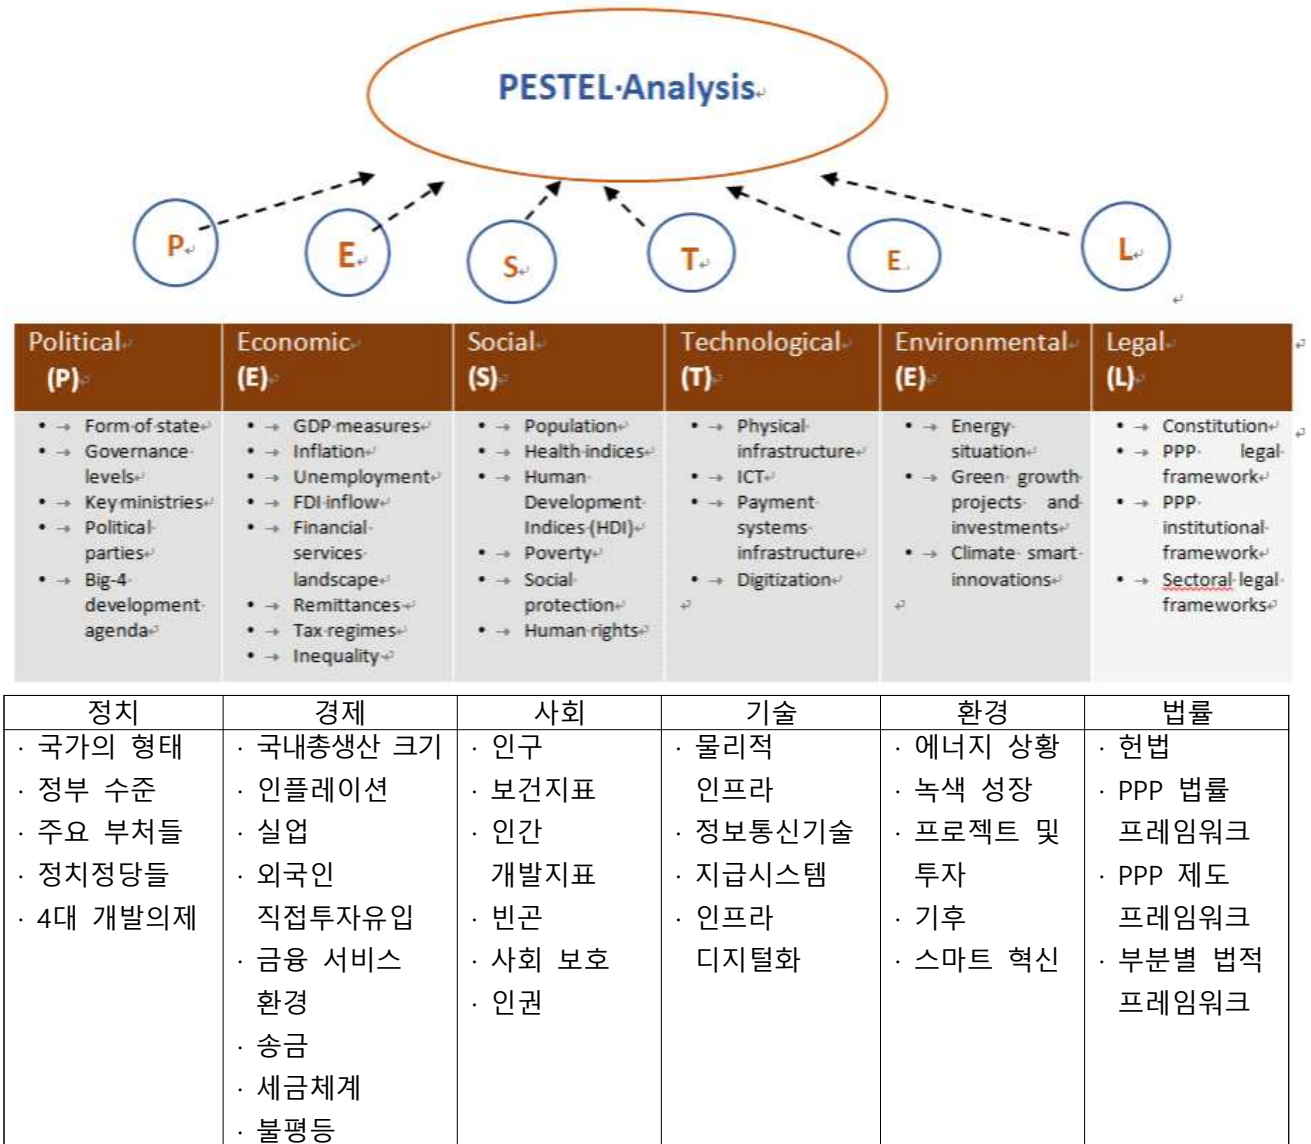 PESTEL Analysis
P
E
S
T
E
L
Political
(P)
Economic
(E)
Social
(S)
Technological
(T)
Environmental
(E)
Legal
(L)
• → Form of state
• → Governance
levels
• → Key ministries
• → Political
parties
• → Big-4
development
agenda
• → GDP measures
• → Inflation
• → Unemployment
• → FDI inflow
• → Financial
services
landscape
• → Remittances
• → Tax regimes
• → Inequality
• → Population
• → Health indices
• → Human
Development
Indices (HDI)
• → Poverty
• → Social
protection
• → Human rights
• → Physical
infrastructure
• → ICT
• → Payment
systems
infrastructure
• → Digitization
• → Energy
situation
• → Green growth
projects and
investments
• → Climate smart
innovations
• → Constitution
• → PPP legal
framework
• → PPP
institutional
framework
• → Sectoral legal
frameworks
정치
경제
사회
기술
환경
법률
· 국가의 형태
· 정부 수준
· 주요 부처들
· 정치정당들
· 4대 개발의제
· 국내총생산 크기
· 인플레이션
· 실업
· 외국인
직접투자유입
· 금융 서비스
환경
· 송금
· 세금체계
· 불평등
· 인구
· 보건지표
· 인간
개발지표
· 빈곤
· 사회 보호
· 인권
· 물리적
인프라
· 정보통신기술
· 지급시스템
· 인프라
디지털화
· 에너지 상황
· 녹색 성장
· 프로젝트 및
투자
· 기후
· 스마트 혁신
· 헌법
· PPP 법률
프레임워크
· PPP 제도
프레임워크
· 부분별 법적
프레임워크